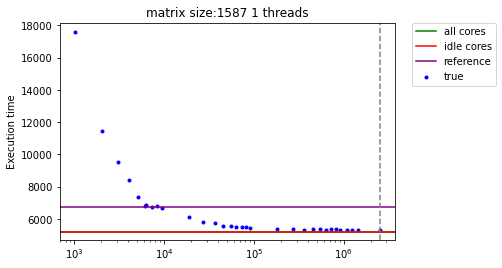 matrix size:1587 1 threads
Execution time
18000
16000
14000
12000
10000
8000
6000
10³
10⁴
10⁵
10⁶
all cores
idle cores
reference
true